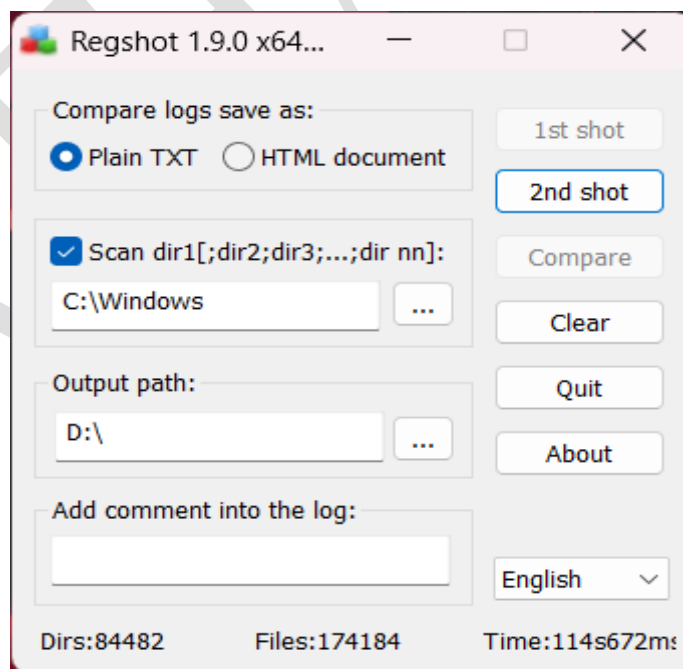 Regshot 1.9.0 x64...
Compare logs save as:
Plain TXT
HTML document
1st shot
2nd shot
Scan dir1[;dir2;dir3;...;dir nn]:
C:\Windows
...
Compare
Clear
Output path:
D:\
...
Quit
About
Add comment into the log:
English
Dirs:84482
Files:174184
Time:114s672ms